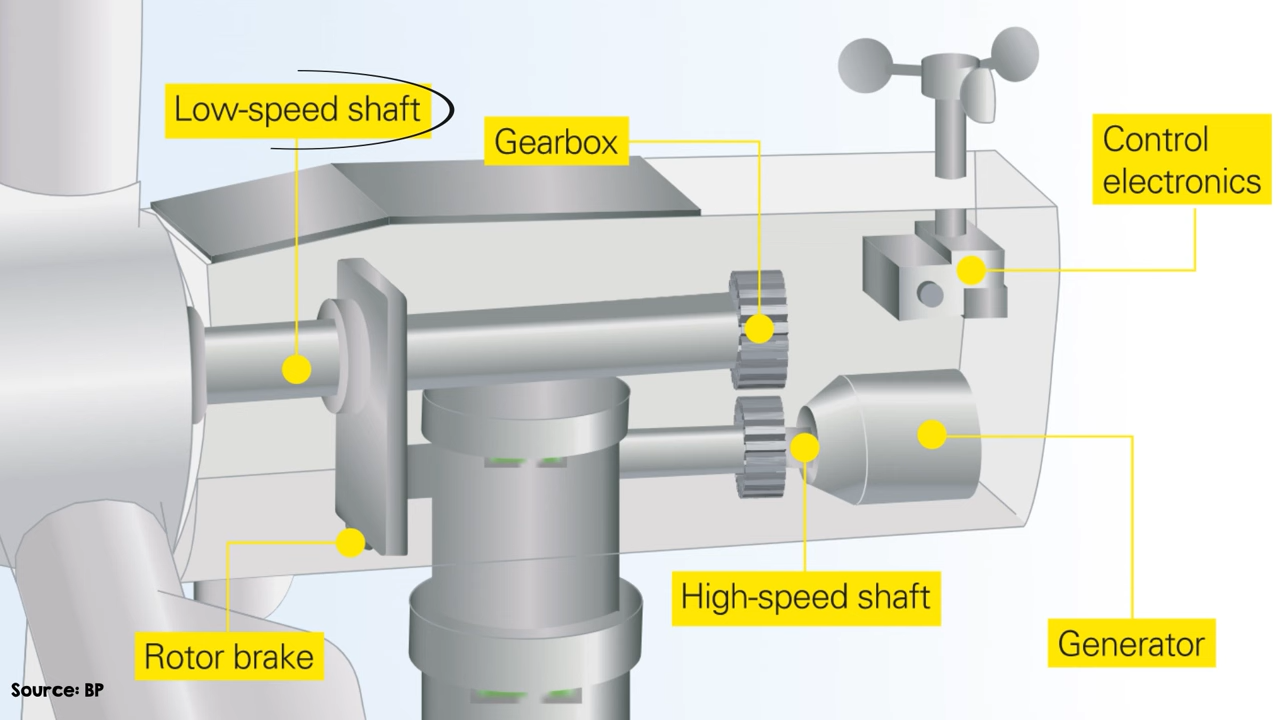 Low-speed shaft
Gearbox
Control
electronics
High-speed shaft
Rotor brake
Generator
Source: BP